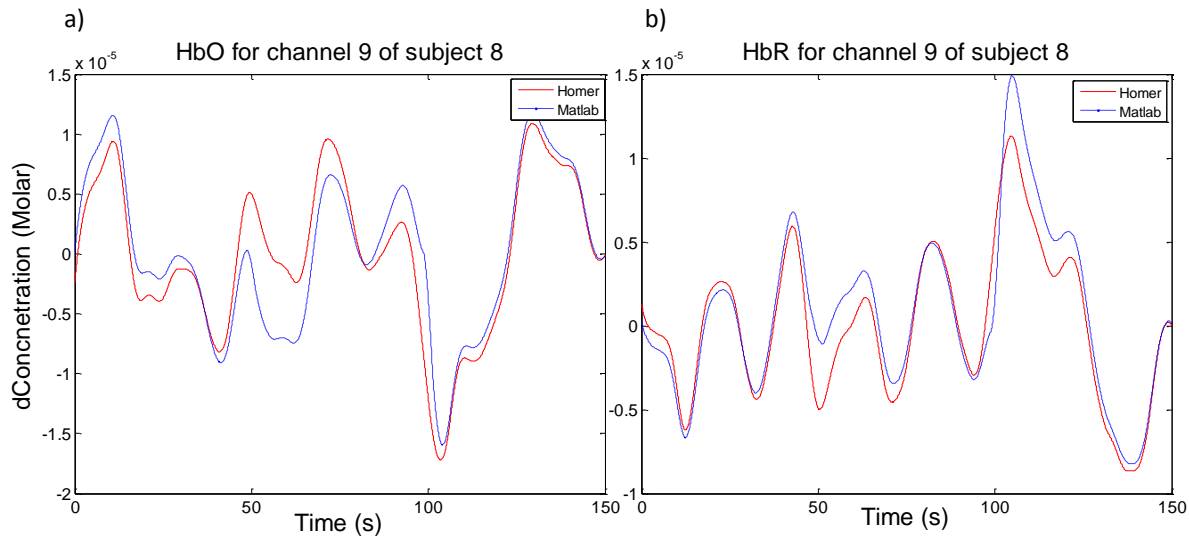 a)
HbO for channel 9 of subject 8
x 10^-5
1.5
1
0.5
0
-0.5
-1
-1.5
-2
0 50 100 150
Time (s)
dConcnetration (Molar)
Homer
Matlab
b)
HbR for channel 9 of subject 8
x 10^-5
1.5
1
0.5
0
-0.5
-1
0 50 100 150
Time (s)
Homer
Matlab